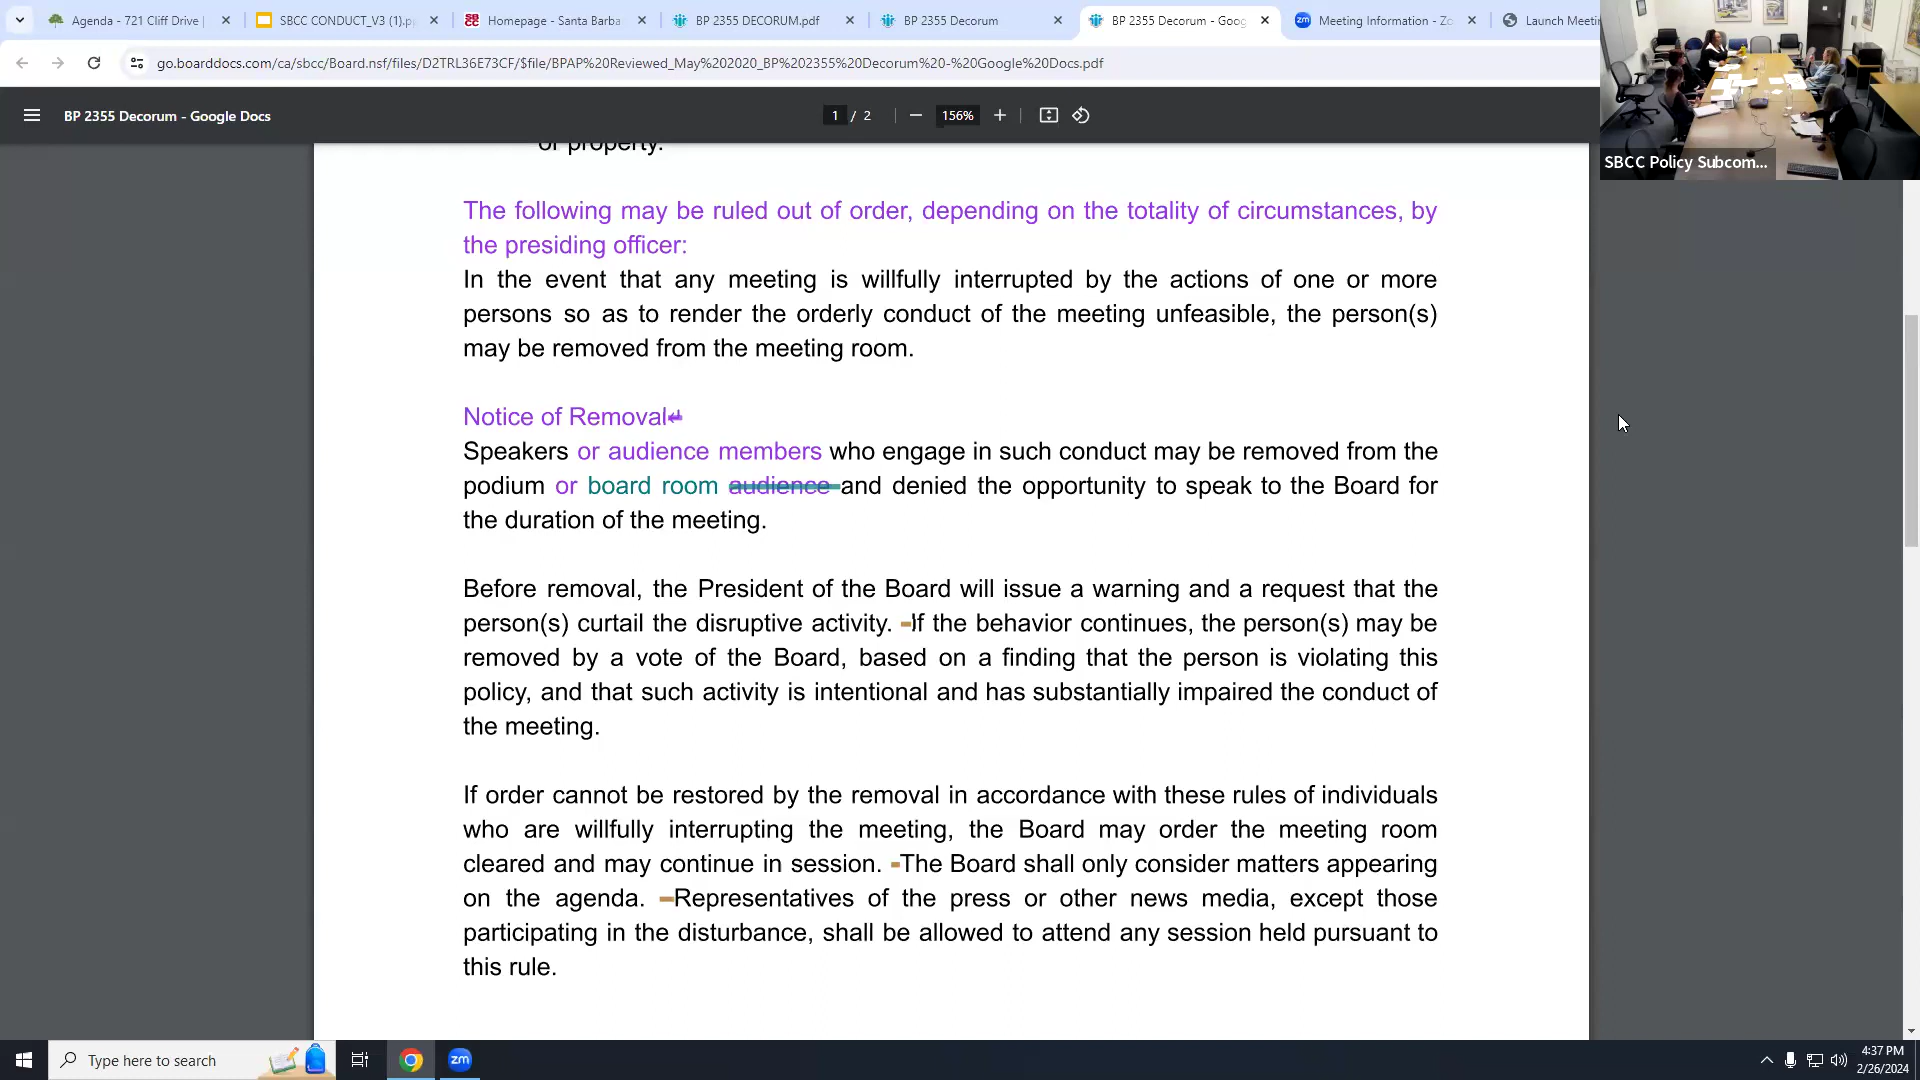 Agenda - 721 Cliff Drive |
SBCC CONDUCT_V3 (1).p
Homepage - Santa Barba
BP 2355 DECORUM.pdf
BP 2355 Decorum
BP 2355 Decorum - Goog
Meeting Information - Zo
Launch Meetin
go.boarddocs.com/ca/sbcc/Board.nsf/files/D2TRL36E73CF/$file/BPAP%20Reviewed_May%202020_BP%202355%20Decorum%20-%20Google%20Docs.pdf
BP 2355 Decorum - Google Docs
1 / 2
156%
SBCC Policy Subcom...
or property.
The following may be ruled out of order, depending on the totality of circumstances, by
the presiding officer:
In the event that any meeting is willfully interrupted by the actions of one or more
persons so as to render the orderly conduct of the meeting unfeasible, the person(s)
may be removed from the meeting room.
Notice of Removal↵
Speakers or audience members who engage in such conduct may be removed from the
podium or board room audience and denied the opportunity to speak to the Board for
the duration of the meeting.
Before removal, the President of the Board will issue a warning and a request that the
person(s) curtail the disruptive activity. If the behavior continues, the person(s) may be
removed by a vote of the Board, based on a finding that the person is violating this
policy, and that such activity is intentional and has substantially impaired the conduct of
the meeting.
If order cannot be restored by the removal in accordance with these rules of individuals
who are willfully interrupting the meeting, the Board may order the meeting room
cleared and may continue in session. The Board shall only consider matters appearing
on the agenda. Representatives of the press or other news media, except those
participating in the disturbance, shall be allowed to attend any session held pursuant to
this rule.
Type here to search
zm
4:37 PM
2/26/2024